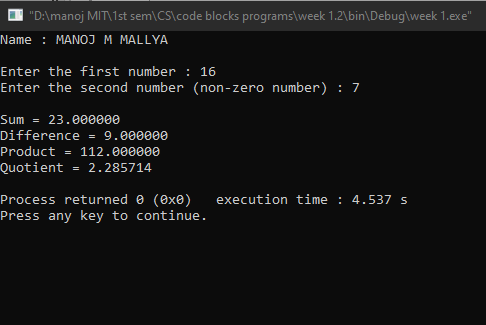 "D:\manoj MIT\1st sem\CS\code blocks programs\week 1.2\bin\Debug\week 1.exe"
Name : MANOJ M MALLYA
Enter the first number : 16
Enter the second number (non-zero number) : 7
Sum = 23.000000
Difference = 9.000000
Product = 112.000000
Quotient = 2.285714
Process returned 0 (0x0)   execution time : 4.537 s
Press any key to continue.